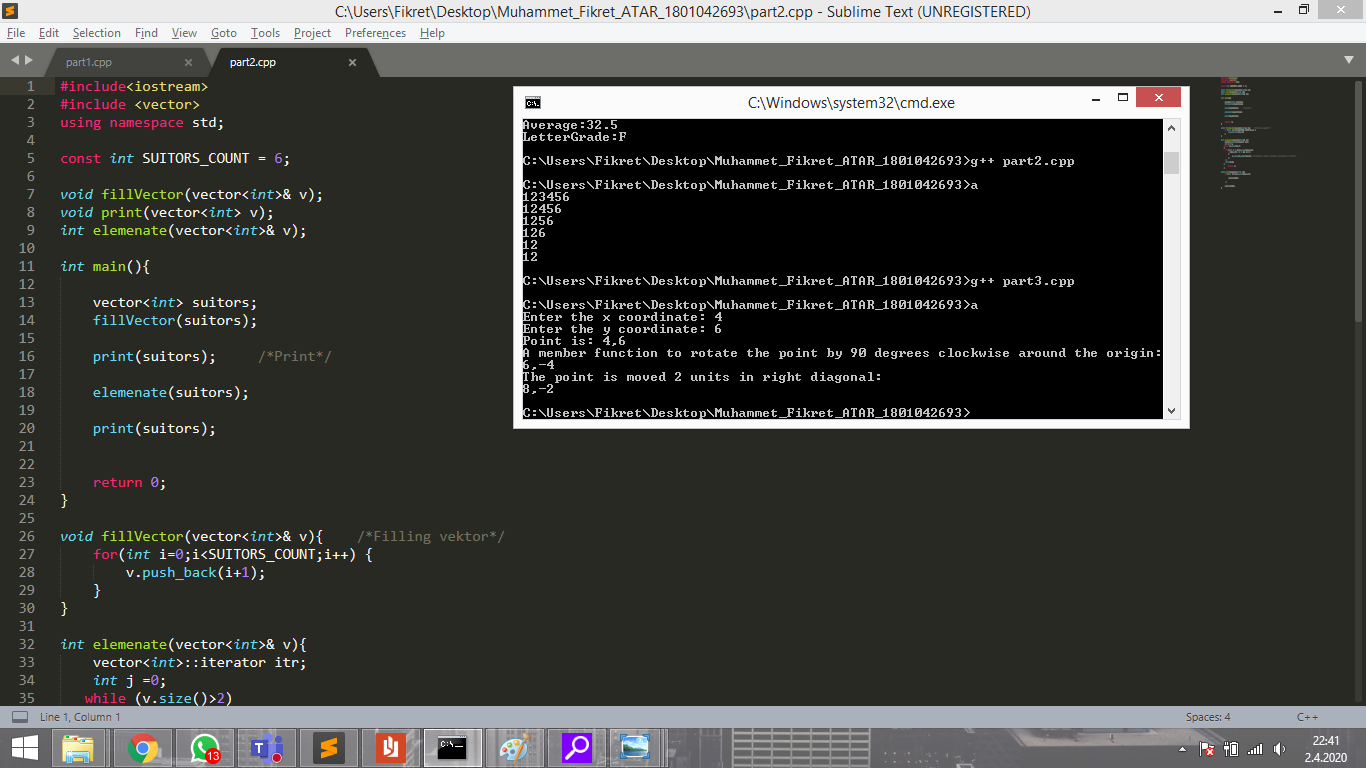 C:\Users\Fikret\Desktop\Muhammet_Fikret_ATAR_1801042693\part2.cpp - Sublime Text (UNREGISTERED)
File Edit Selection Find View Goto Tools Project Preferences Help
part1.cpp × part2.cpp ×
1 #include<iostream>
2 #include <vector>
3 using namespace std;
4
5 const int SUITORS_COUNT = 6;
6
7 void fillVector(vector<int>& v);
8 void print(vector<int> v);
9 int elemenate(vector<int>& v);
10
11 int main(){
12
13 vector<int> suitors;
14 fillVector(suitors);
15
16 print(suitors); /*Print*/
17
18 elemenate(suitors);
19
20 print(suitors);
21
22
23 return 0;
24 }
25
26 void fillVector(vector<int>& v){ /*Filling vektor*/
27 for(int i=0;i<SUITORS_COUNT;i++) {
28 v.push_back(i+1);
29 }
30 }
31
32 int elemenate(vector<int>& v){
33 vector<int>::iterator itr;
34 int j =0;
35 while (v.size()>2)
C:\Windows\system32\cmd.exe
Average:32.5
LetterGrade:F
C:\Users\Fikret\Desktop\Muhammet_Fikret_ATAR_1801042693>g++ part2.cpp
C:\Users\Fikret\Desktop\Muhammet_Fikret_ATAR_1801042693>a
123456
12456
1256
126
12
12
C:\Users\Fikret\Desktop\Muhammet_Fikret_ATAR_1801042693>g++ part3.cpp
C:\Users\Fikret\Desktop\Muhammet_Fikret_ATAR_1801042693>a
Enter the x coordinate: 4
Enter the y coordinate: 6
Point is: 4,6
A member function to rotate the point by 90 degrees clockwise around the origin:
6,-4
The point is moved 2 units in right diagonal:
8,-2
C:\Users\Fikret\Desktop\Muhammet_Fikret_ATAR_1801042693>
Line 1, Column 1 Spaces: 4 C++
13
22:41
2.4.2020